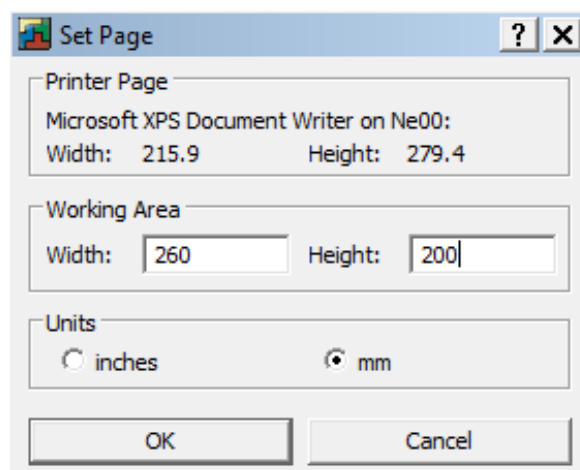 Set Page
Printer Page
Microsoft XPS Document Writer on Ne00:
Width: 215.9 Height: 279.4
Working Area
Width: 260 Height: 200
Units
inches mm
OK Cancel